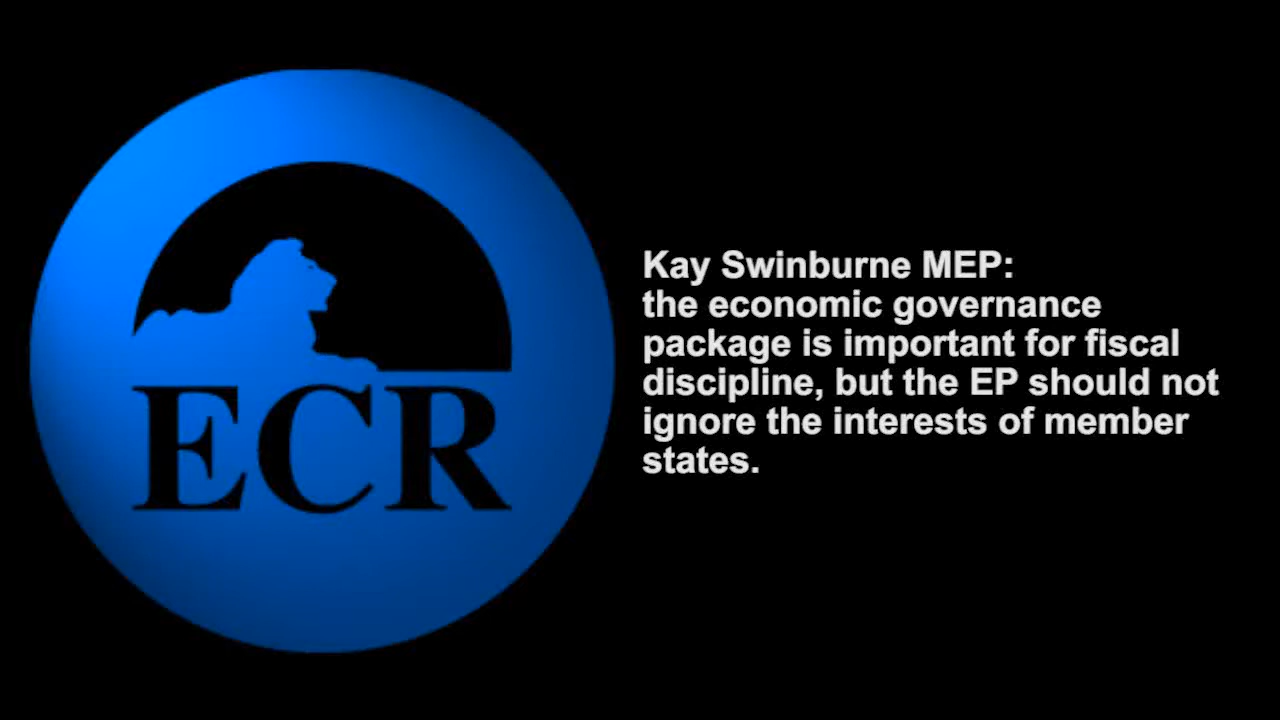 ECR
Kay Swinburne MEP:
the economic governance
package is important for fiscal
discipline, but the EP should not
ignore the interests of member
states.